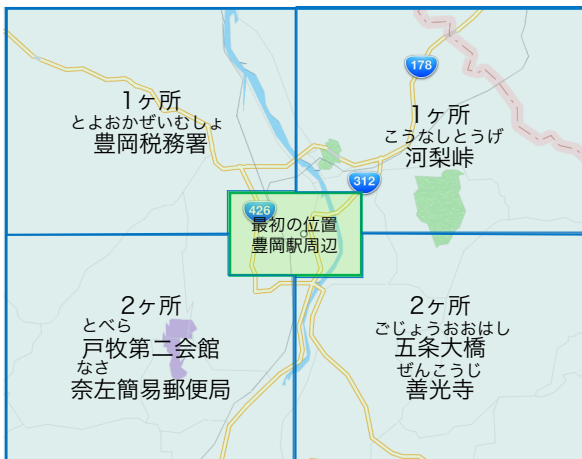 178
1ヶ所
とよおかぜいむしょ
豊岡税務署
1ヶ所
こうなしとうげ
河梨峠
312
426
最初の位置
豊岡駅周辺
2ヶ所
とべら
戸牧第二会館
なさ
奈左簡易郵便局
2ヶ所
ごじょうおおはし
五条大橋
ぜんこうじ
善光寺